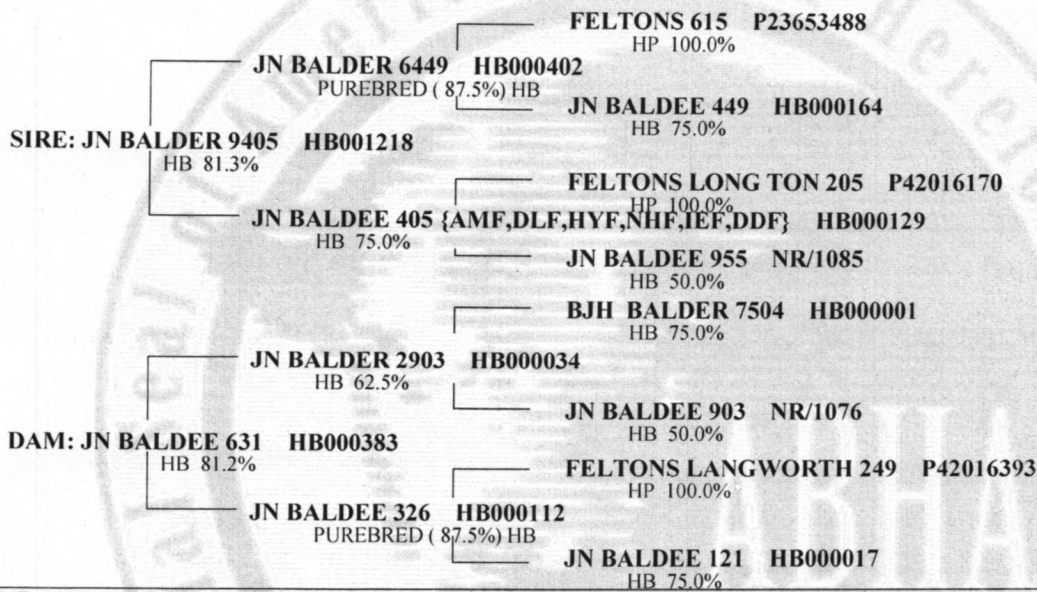 FELTONS 615 P23653488
HP 100.0%
JN BALDER 6449 HB000402
PUREBRED ( 87.5%) HB
JN BALDEE 449 HB000164
HB 75.0%
SIRE: JN BALDER 9405 HB001218
HB 81.3%
FELTONS LONG TON 205 P42016170
HP 100.0%
JN BALDEE 405 {AMF,DLF,HYF,NHF,IEF,DDF} HB000129
HB 75.0%
JN BALDEE 955 NR/1085
HB 50.0%
BJH BALDER 7504 HB000001
HB 75.0%
JN BALDER 2903 HB000034
HB 62.5%
JN BALDEE 903 NR/1076
HB 50.0%
DAM: JN BALDEE 631 HB000383
HB 81.2%
FELTONS LANGWORTH 249 P42016393
HP 100.0%
JN BALDEE 326 HB000112
PUREBRED ( 87.5%) HB
JN BALDEE 121 HB000017
HB 75.0%
ABHA